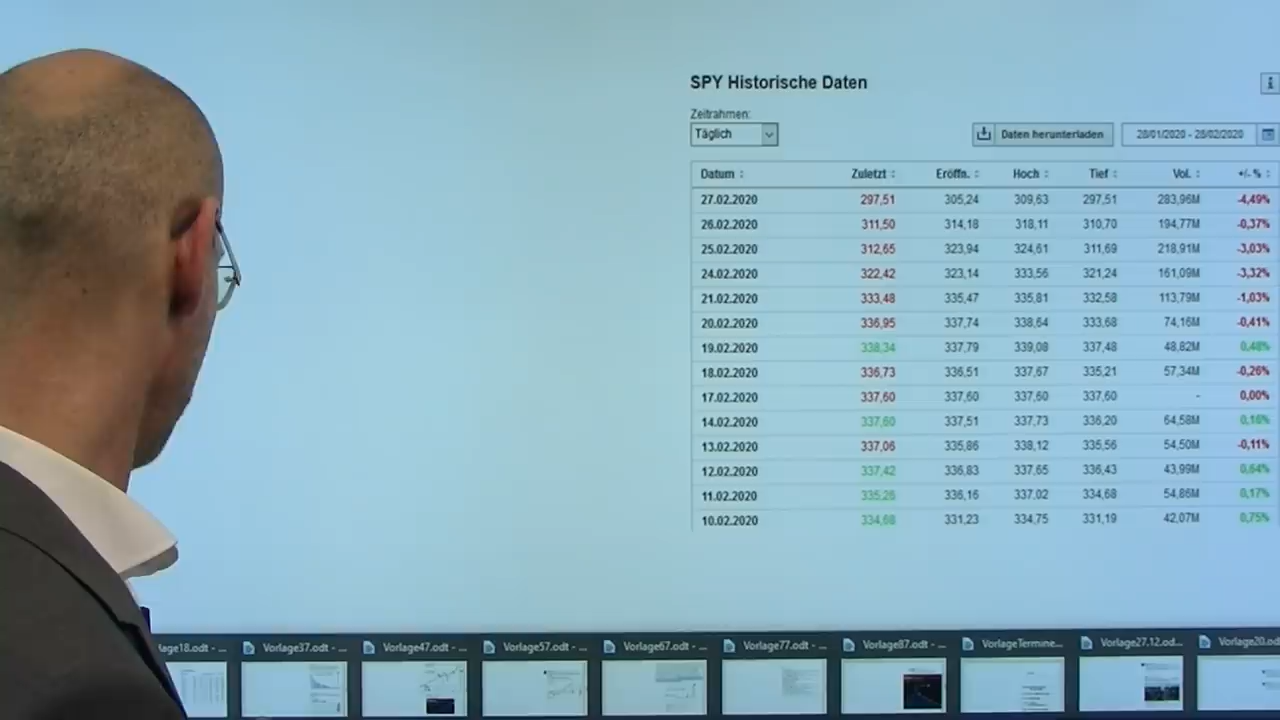 SPY Historische Daten
Zeitrahmen:
Täglich
Daten herunterladen
28/01/2020 - 28/02/2020
Datum Zuletzt Eröffn. Hoch Tief Vol. +/- %
27.02.2020 297,51 305,24 309,63 297,51 283,96M -4,49%
26.02.2020 311,50 314,18 318,11 310,70 194,77M -0,37%
25.02.2020 312,65 323,94 324,61 311,69 218,91M -3,03%
24.02.2020 322,42 323,14 333,56 321,24 161,09M -3,32%
21.02.2020 333,48 335,47 335,81 332,58 113,79M -1,03%
20.02.2020 336,95 337,74 338,64 333,68 74,16M -0,41%
19.02.2020 338,34 337,79 339,08 337,48 48,82M 0,48%
18.02.2020 336,73 336,51 337,67 335,21 57,34M -0,26%
17.02.2020 337,60 337,60 337,60 337,60 - 0,00%
14.02.2020 337,60 337,51 337,73 336,20 64,58M 0,16%
13.02.2020 337,06 335,86 338,12 335,56 54,50M -0,11%
12.02.2020 337,42 336,83 337,65 336,43 43,99M 0,64%
11.02.2020 335,26 336,16 337,02 334,68 54,86M 0,17%
10.02.2020 334,68 331,23 334,75 331,19 42,07M 0,75%
lage18.odt - ... Vorlage37.odt - ... Vorlage47.odt - ... Vorlage57.odt - ... Vorlage67.odt - ... Vorlage77.odt - ... Vorlage87.odt - ... VorlageTermine... Vorlage27.12.od... Vorlage20.o